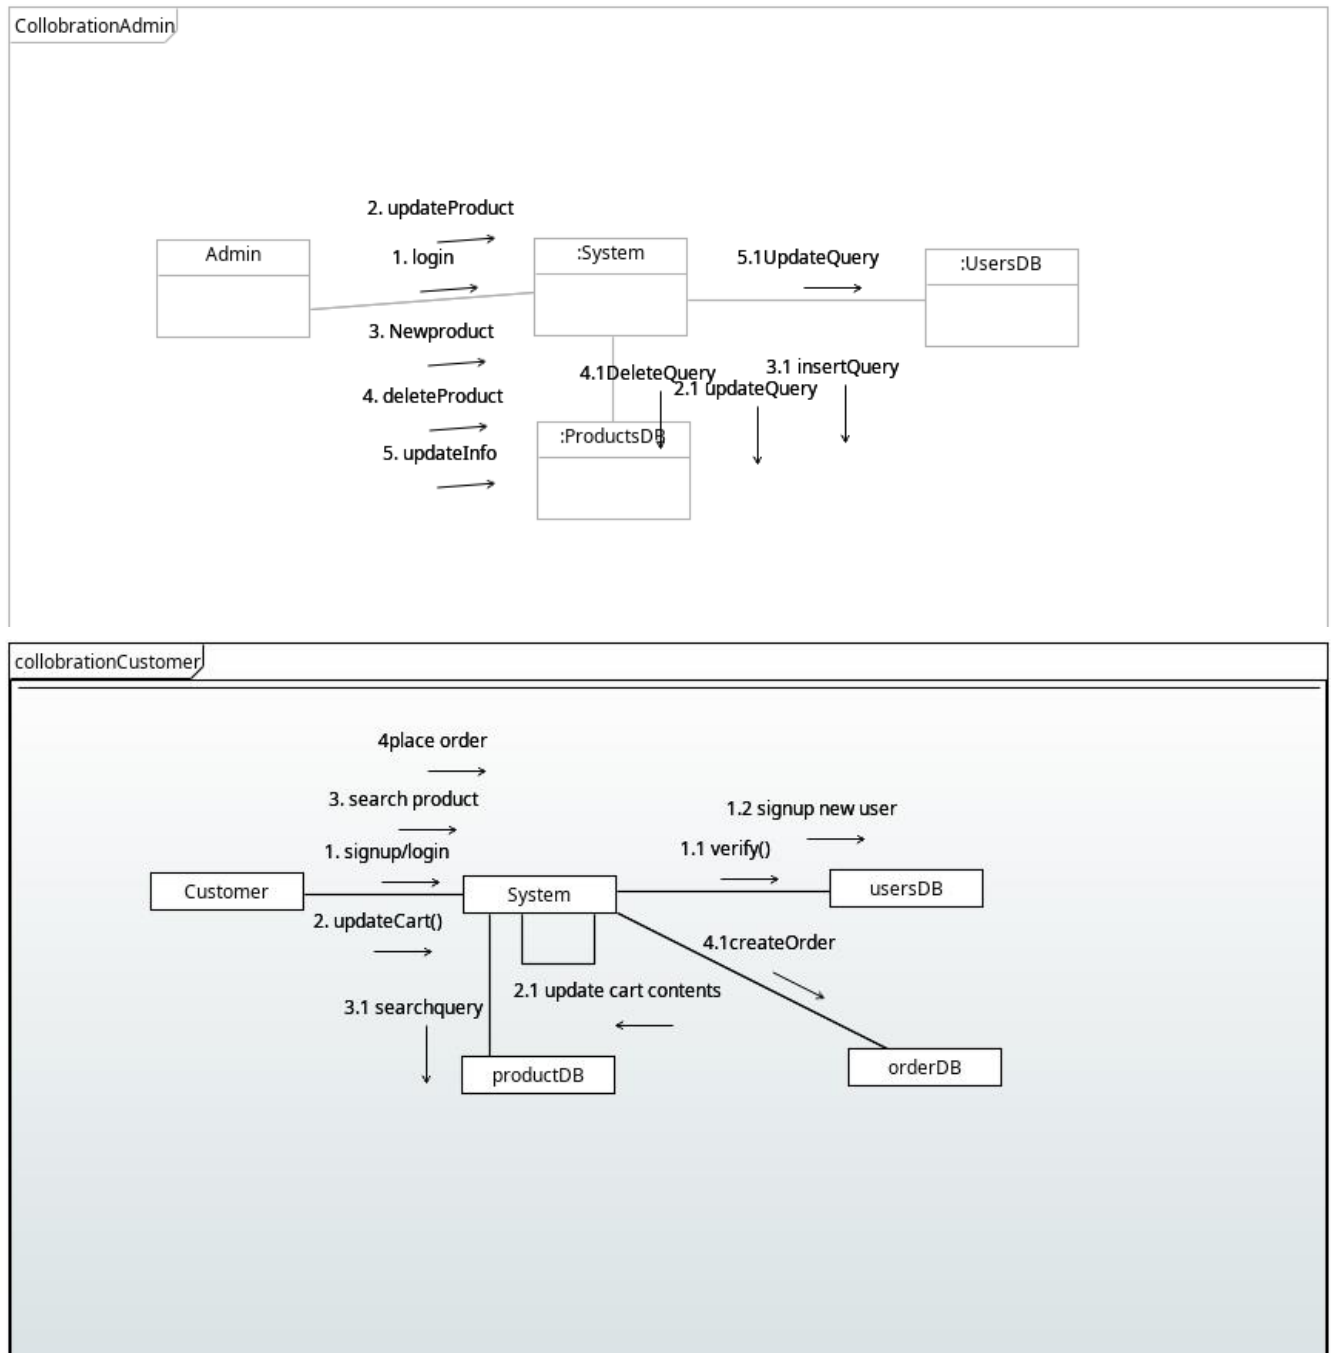 CollobrationAdmin
2. updateProduct
Admin
:System
1. login
5.1UpdateQuery
:UsersDB
3. Newproduct
4.1DeleteQuery
3.1 insertQuery
2.1 updateQuery
4. deleteProduct
:ProductsDB
5. updateInfo
collobrationCustomer
4place order
3. search product
1.2 signup new user
1. signup/login
1.1 verify()
Customer
System
usersDB
2. updateCart()
4.1createOrder
2.1 update cart contents
3.1 searchquery
productDB
orderDB